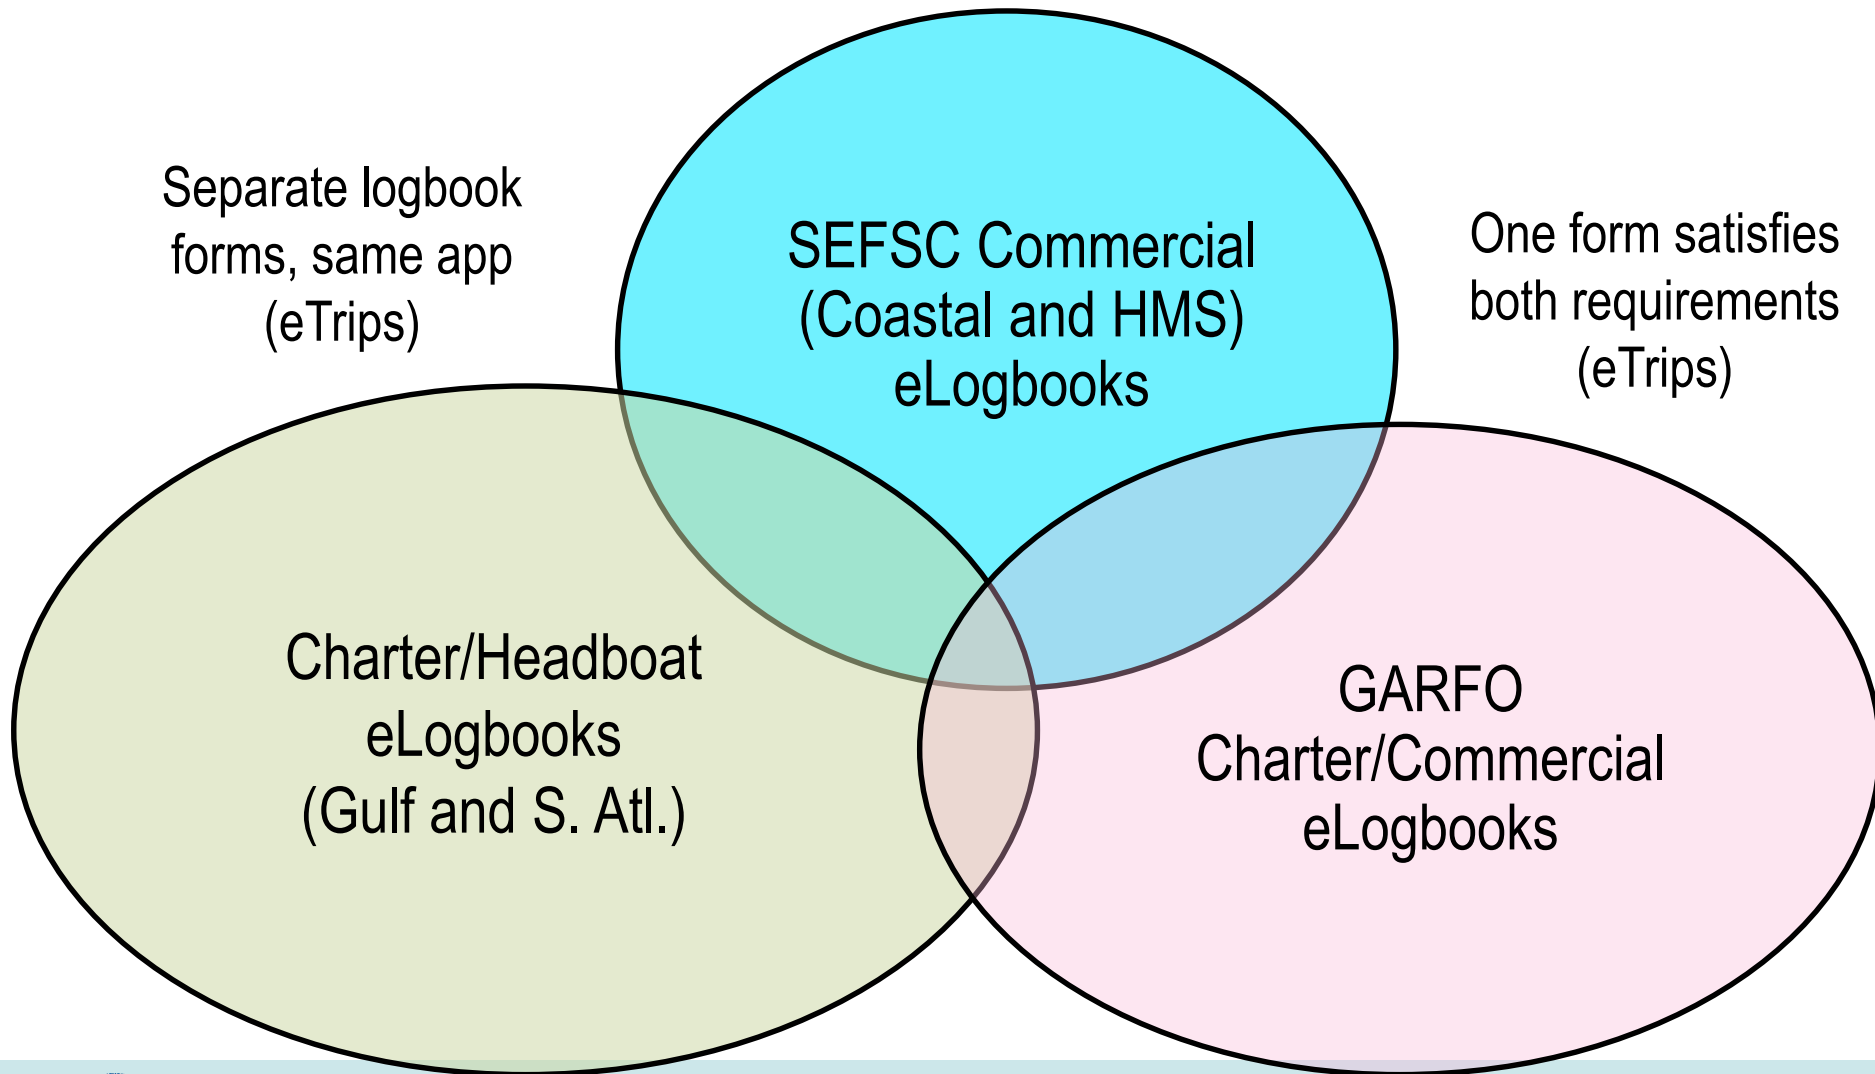 Separate logbook
forms, same app
(eTrips)
SEFSC Commercial
(Coastal and HMS)
eLogbooks
One form satisfies
both requirements
(eTrips)
Charter/Headboat
eLogbooks
(Gulf and S. Atl.)
GARFO
Charter/Commercial
eLogbooks